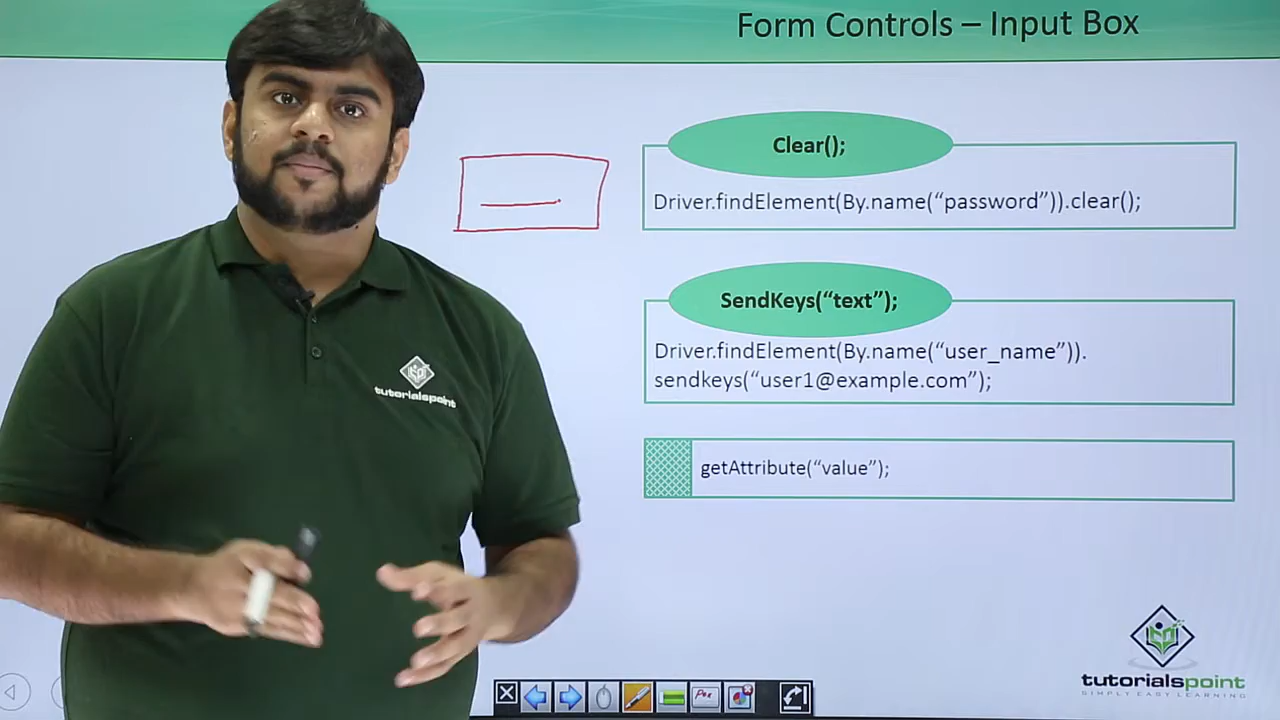 Form Controls – Input Box
Clear();
Driver.findElement(By.name(“password”)).clear();
SendKeys(“text”);
Driver.findElement(By.name(“user_name”)).
sendkeys(“user1@example.com”);
getAttribute(“value”);
tutorialspoint
tutorialspoint
SIMPLY EASY LEARNING
Pen